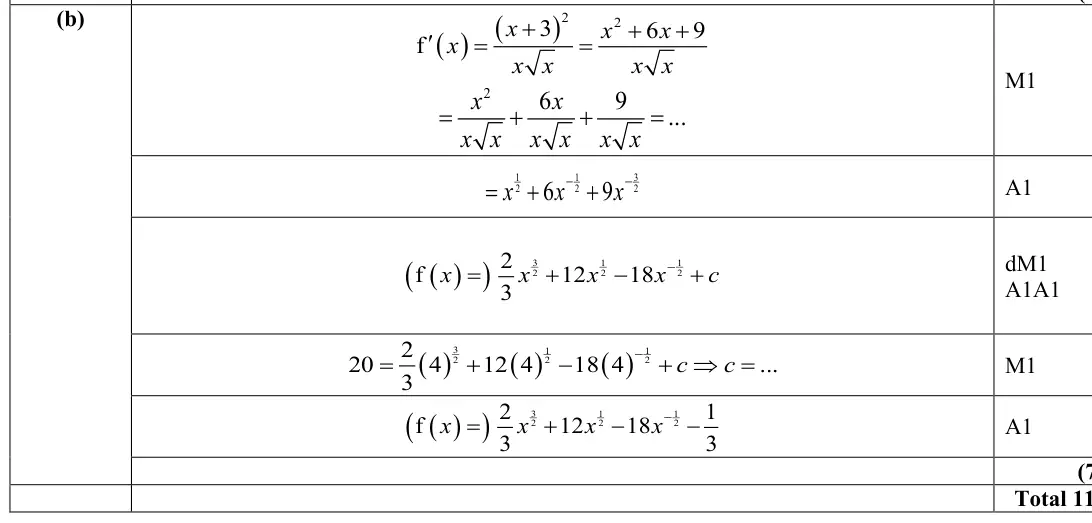 (b)
f′(x) = (x + 3)² / x√x = x² + 6x + 9 / x√x
= x² / x√x + 6x / x√x + 9 / x√x = ...
M1
= x^{1/2} + 6x^{-1/2} + 9x^{-3/2}
A1
(f(x) =) 2/3 x^{3/2} + 12x^{1/2} − 18x^{-1/2} + c
dM1
A1A1
20 = 2/3 (4)^{3/2} + 12(4)^{1/2} − 18(4)^{-1/2} + c ⇒ c = ...
M1
(f(x) =) 2/3 x^{3/2} + 12x^{1/2} − 18x^{-1/2} − 1/3
A1
(7
Total 11